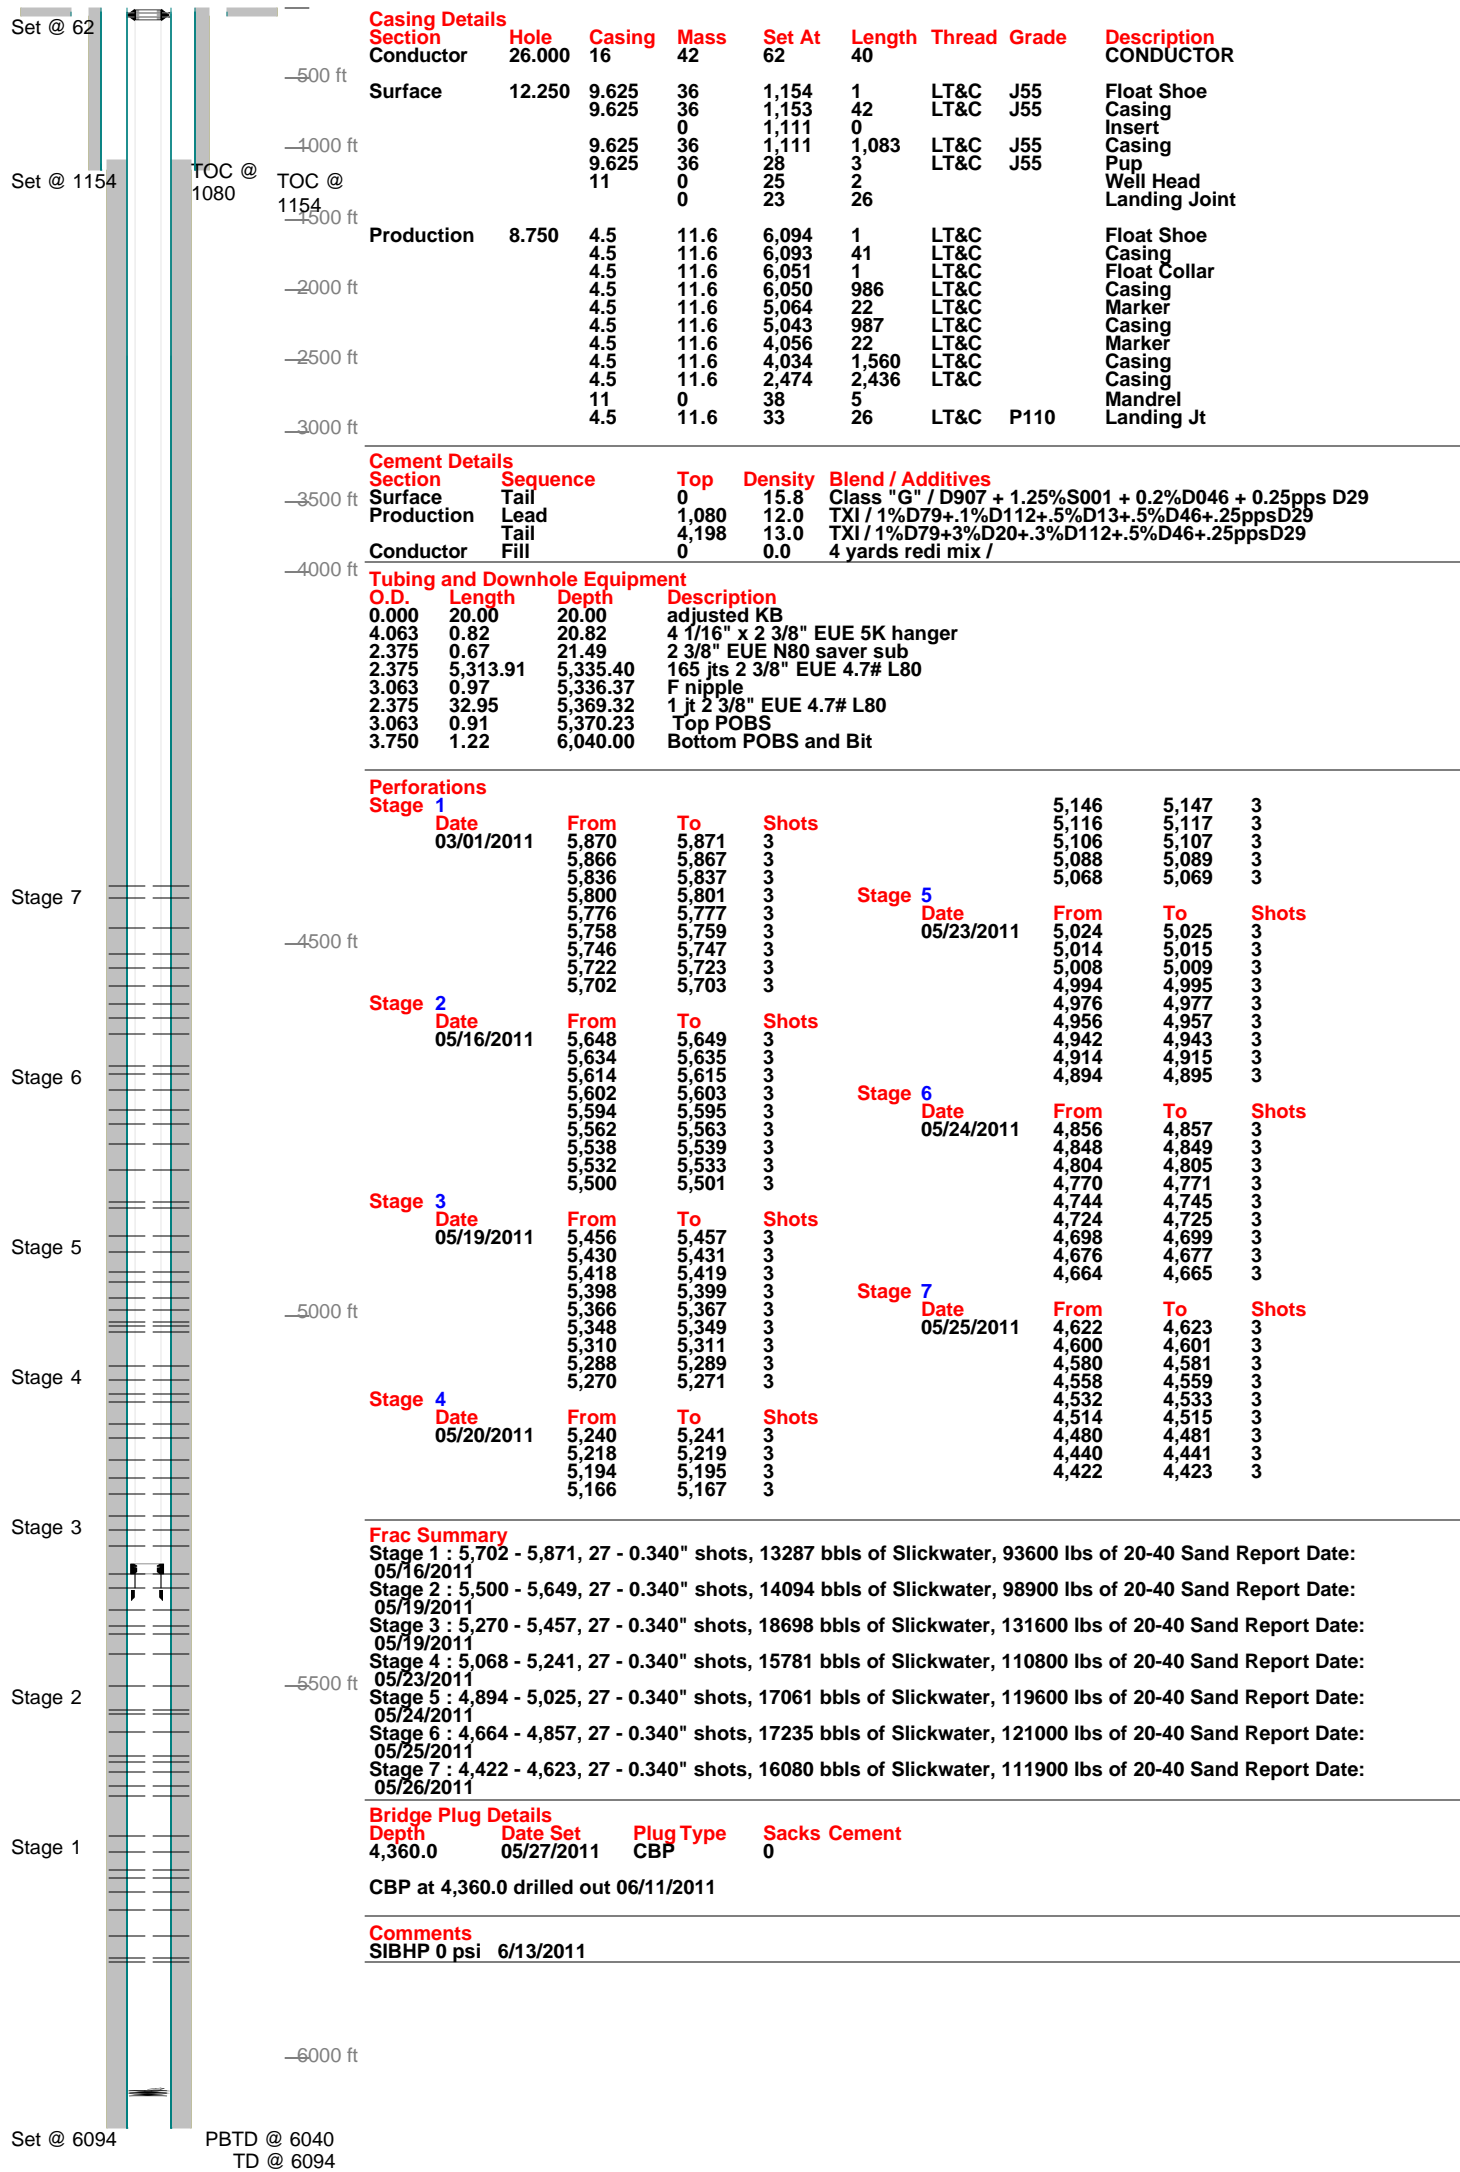 Set @ 62
Set @ 1154
TOC @
1080
TOC @
1154
500 ft
1000 ft
1500 ft
2000 ft
2500 ft
3000 ft
3500 ft
4000 ft
4500 ft
5000 ft
5500 ft
6000 ft
Stage 7
Stage 6
Stage 5
Stage 4
Stage 3
Stage 2
Stage 1
Set @ 6094
PBTD @ 6040
TD @ 6094
Casing Details
Section Hole Casing Mass Set At Length Thread Grade Description
Conductor 26.000 16 42 62 40 CONDUCTOR
Surface 12.250 9.625 36 1,154 1 LT&C J55 Float Shoe
9.625 36 1,153 42 LT&C J55 Casing
0 1,111 0 Insert
9.625 36 1,111 1,083 LT&C J55 Casing
9.625 36 28 3 LT&C J55 Pup
11 0 25 2 Well Head
0 23 26 Landing Joint
Production 8.750 4.5 11.6 6,094 1 LT&C Float Shoe
4.5 11.6 6,093 41 LT&C Casing
4.5 11.6 6,051 1 LT&C Float Collar
4.5 11.6 6,050 986 LT&C Casing
4.5 11.6 5,064 22 LT&C Marker
4.5 11.6 5,043 987 LT&C Casing
4.5 11.6 4,056 22 LT&C Marker
4.5 11.6 4,034 1,560 LT&C Casing
4.5 11.6 2,474 2,436 LT&C Casing
11 0 38 5 Mandrel
4.5 11.6 33 26 LT&C P110 Landing Jt
Cement Details
Section Sequence Top Density Blend / Additives
Surface Tail 0 15.8 Class "G" / D907 + 1.25%S001 + 0.2%D046 + 0.25pps D29
Production Lead 1,080 12.0 TXI / 1%D79+.1%D112+.5%D13+.5%D46+.25ppsD29
Tail 4,198 13.0 TXI / 1%D79+3%D20+.3%D112+.5%D46+.25ppsD29
Conductor Fill 0 0.0 4 yards redi mix /
Tubing and Downhole Equipment
O.D. Length Depth Description
0.000 20.00 20.00 adjusted KB
4.063 0.82 20.82 4 1/16" x 2 3/8" EUE 5K hanger
2.375 0.67 21.49 2 3/8" EUE N80 saver sub
2.375 5,313.91 5,335.40 165 jts 2 3/8" EUE 4.7# L80
3.063 0.97 5,336.37 F nipple
2.375 32.95 5,369.32 1 jt 2 3/8" EUE 4.7# L80
3.063 0.91 5,370.23 Top POBS
3.750 1.22 6,040.00 Bottom POBS and Bit
Perforations
Stage 1
Date From To Shots
03/01/2011 5,870 5,871 3
5,866 5,867 3
5,836 5,837 3
5,800 5,801 3
5,776 5,777 3
5,758 5,759 3
5,746 5,747 3
5,722 5,723 3
5,702 5,703 3
Stage 2
Date From To Shots
05/16/2011 5,648 5,649 3
5,634 5,635 3
5,614 5,615 3
5,602 5,603 3
5,594 5,595 3
5,562 5,563 3
5,538 5,539 3
5,532 5,533 3
5,500 5,501 3
Stage 3
Date From To Shots
05/19/2011 5,456 5,457 3
5,430 5,431 3
5,418 5,419 3
5,398 5,399 3
5,366 5,367 3
5,348 5,349 3
5,310 5,311 3
5,288 5,289 3
5,270 5,271 3
Stage 4
Date From To Shots
05/20/2011 5,240 5,241 3
5,218 5,219 3
5,194 5,195 3
5,166 5,167 3
5,146 5,147 3
5,116 5,117 3
5,106 5,107 3
5,088 5,089 3
5,068 5,069 3
Stage 5
Date From To Shots
05/23/2011 5,024 5,025 3
5,014 5,015 3
5,008 5,009 3
4,994 4,995 3
4,976 4,977 3
4,956 4,957 3
4,942 4,943 3
4,914 4,915 3
4,894 4,895 3
Stage 6
Date From To Shots
05/24/2011 4,856 4,857 3
4,848 4,849 3
4,804 4,805 3
4,770 4,771 3
4,744 4,745 3
4,724 4,725 3
4,698 4,699 3
4,676 4,677 3
4,664 4,665 3
Stage 7
Date From To Shots
05/25/2011 4,622 4,623 3
4,600 4,601 3
4,580 4,581 3
4,558 4,559 3
4,532 4,533 3
4,514 4,515 3
4,480 4,481 3
4,440 4,441 3
4,422 4,423 3
Frac Summary
Stage 1 : 5,702 - 5,871, 27 - 0.340" shots, 13287 bbls of Slickwater, 93600 lbs of 20-40 Sand Report Date:
05/16/2011
Stage 2 : 5,500 - 5,649, 27 - 0.340" shots, 14094 bbls of Slickwater, 98900 lbs of 20-40 Sand Report Date:
05/19/2011
Stage 3 : 5,270 - 5,457, 27 - 0.340" shots, 18698 bbls of Slickwater, 131600 lbs of 20-40 Sand Report Date:
05/19/2011
Stage 4 : 5,068 - 5,241, 27 - 0.340" shots, 15781 bbls of Slickwater, 110800 lbs of 20-40 Sand Report Date:
05/23/2011
Stage 5 : 4,894 - 5,025, 27 - 0.340" shots, 17061 bbls of Slickwater, 119600 lbs of 20-40 Sand Report Date:
05/24/2011
Stage 6 : 4,664 - 4,857, 27 - 0.340" shots, 17235 bbls of Slickwater, 121000 lbs of 20-40 Sand Report Date:
05/25/2011
Stage 7 : 4,422 - 4,623, 27 - 0.340" shots, 16080 bbls of Slickwater, 111900 lbs of 20-40 Sand Report Date:
05/26/2011
Bridge Plug Details
Depth Date Set Plug Type Sacks Cement
4,360.0 05/27/2011 CBP 0
CBP at 4,360.0 drilled out 06/11/2011
Comments
SIBHP 0 psi 6/13/2011